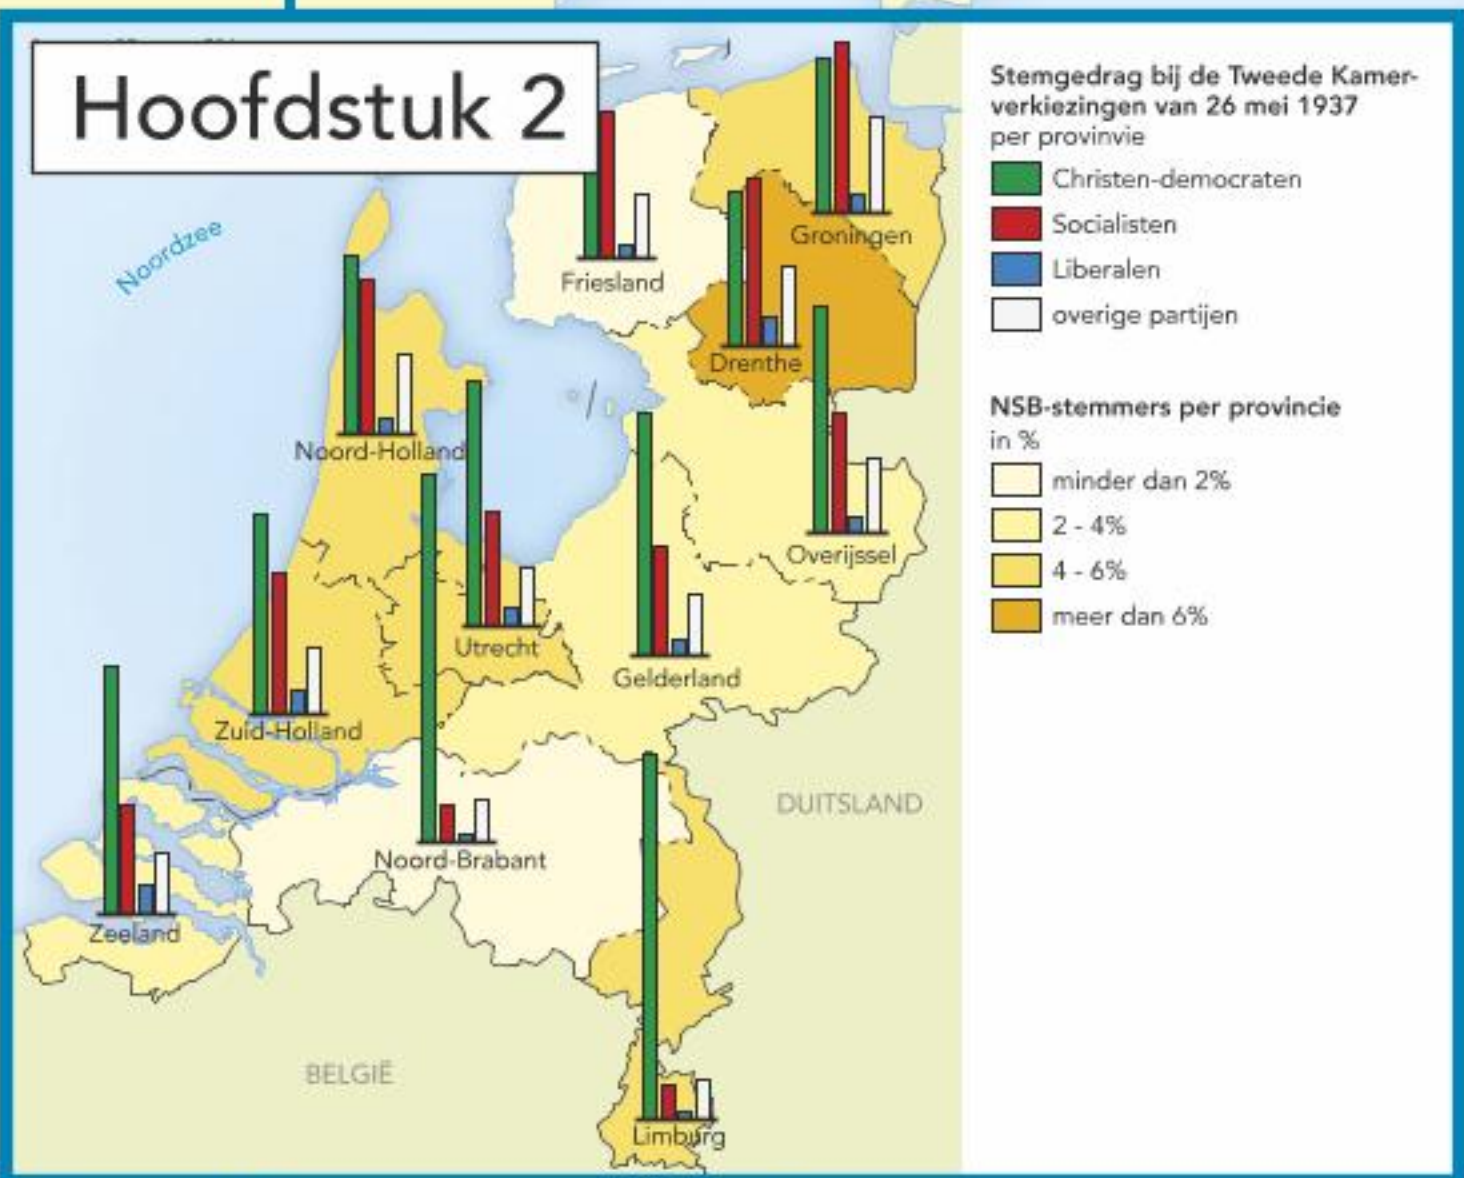 Hoofdstuk 2
Noordzee
Friesland
Groningen
Drenthe
Noord-Holland
Overijssel
Utrecht
Gelderland
Zuid-Holland
Noord-Brabant
Zeeland
Limburg
DUITSLAND
BELGIË
Stemgedrag bij de Tweede Kamer-
verkiezingen van 26 mei 1937
per provinvie
Christen-democraten
Socialisten
Liberalen
overige partijen
NSB-stemmers per provincie
in %
minder dan 2%
2 - 4%
4 - 6%
meer dan 6%